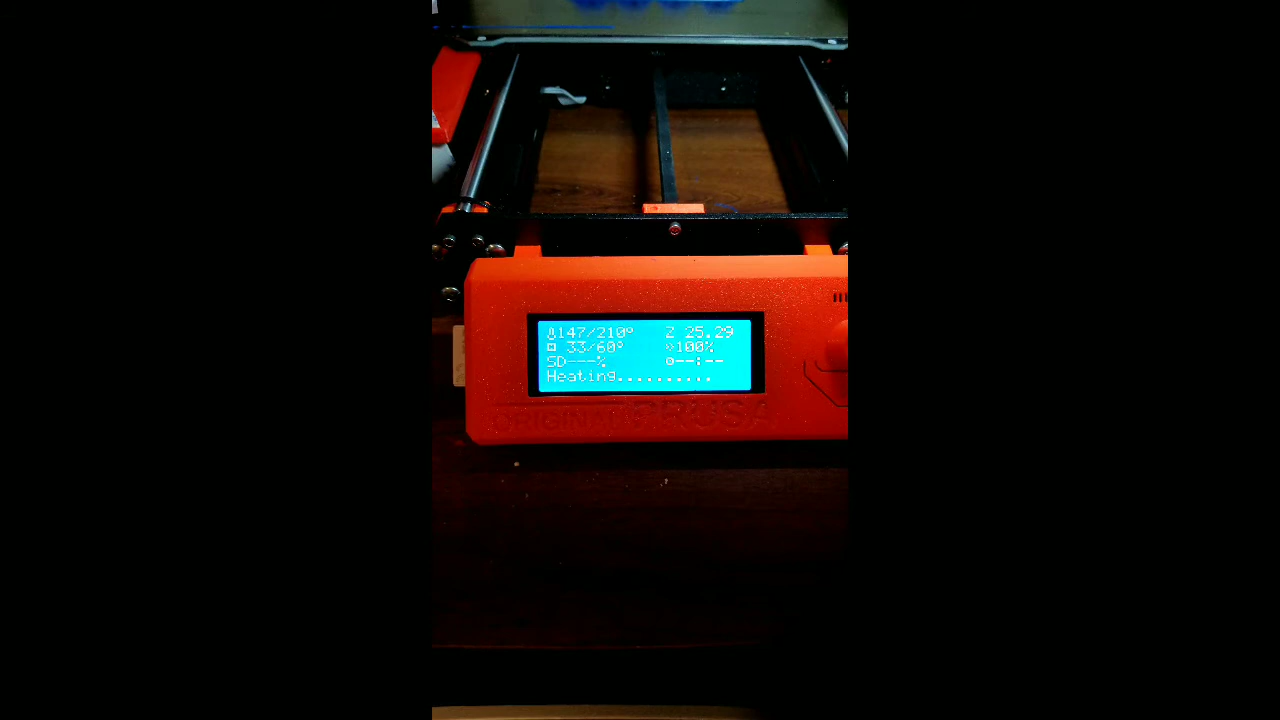 147/210° Z 25.29
33/60° 100%
SD---% --:--
Heating..........
ORIGINAL PRUSA